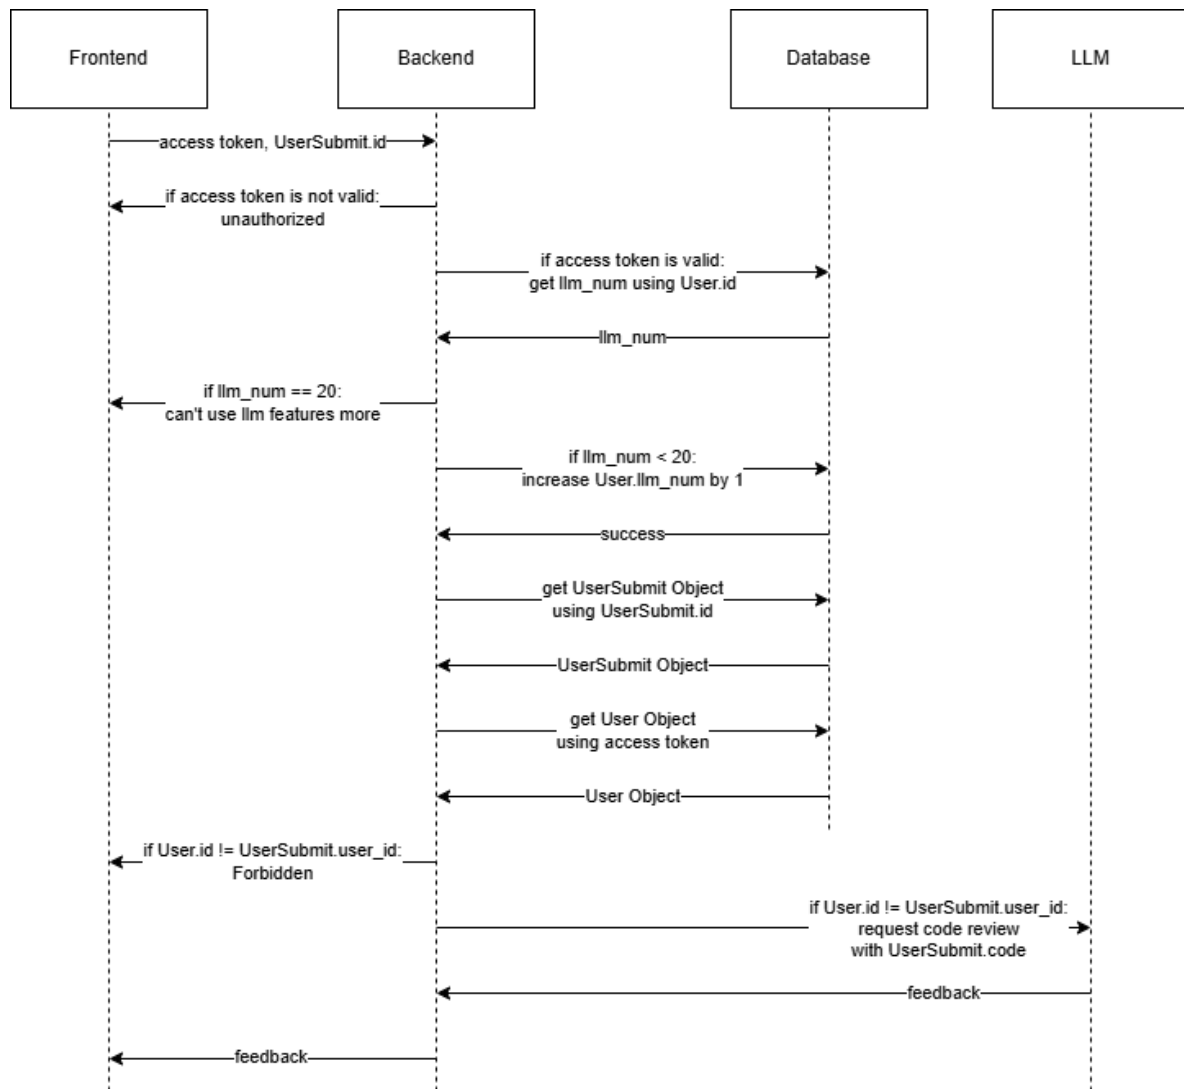 Frontend
Backend
Database
LLM
access token, UserSubmit.id
if access token is not valid:
unauthorized
if access token is valid:
get llm_num using User.id
llm_num
if llm_num == 20:
can't use llm features more
if llm_num < 20:
increase User.llm_num by 1
success
get UserSubmit Object
using UserSubmit.id
UserSubmit Object
get User Object
using access token
User Object
if User.id != UserSubmit.user_id:
Forbidden
if User.id != UserSubmit.user_id:
request code review
with UserSubmit.code
feedback
feedback